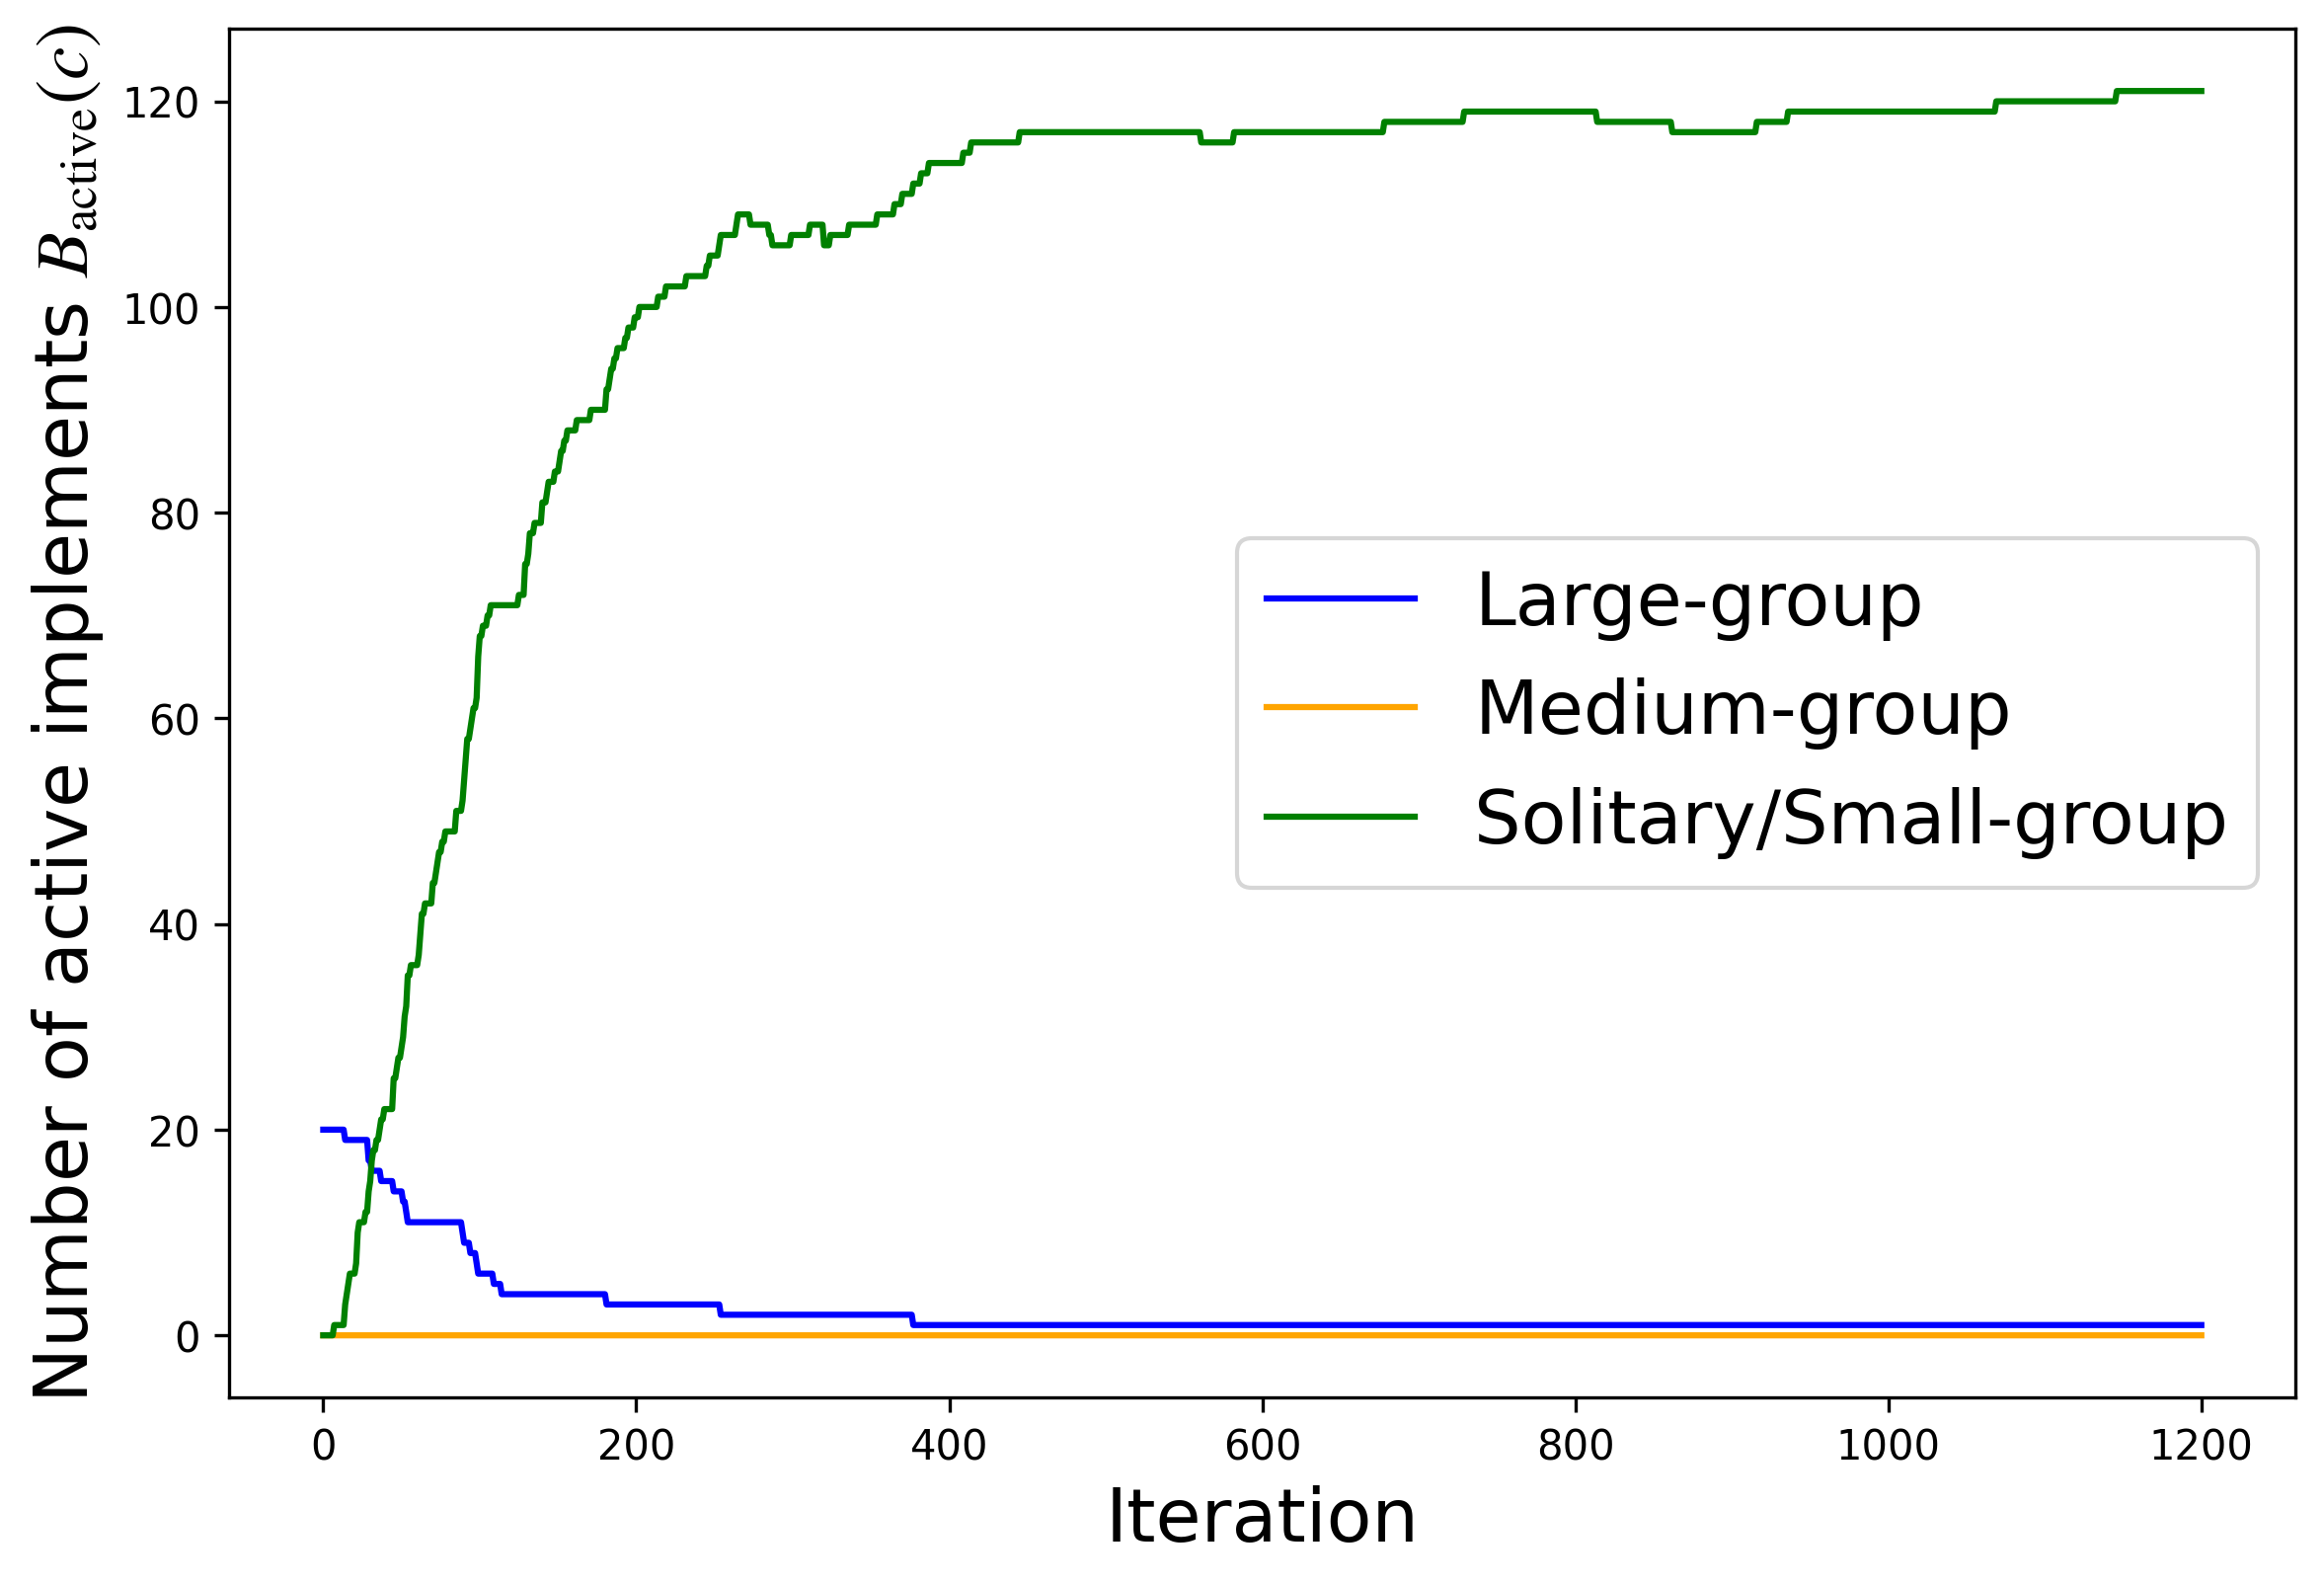 Number of active implements B_active(c)
120
100
80
60
40
20
0
Large-group
Medium-group
Solitary/Small-group
0 200 400 600 800 1000 1200
Iteration